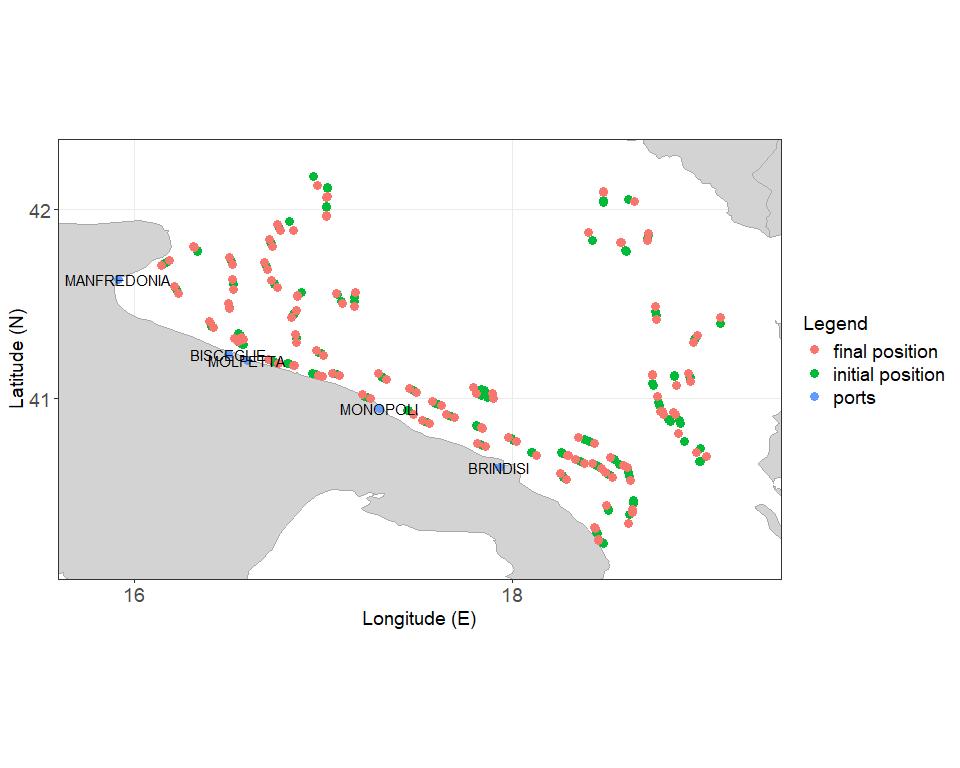 42
41
16
18
Latitude (N)
Longitude (E)
MANFREDONIA
BISCEGLIE
MOLFETTA
MONOPOLI
BRINDISI
Legend
final position
initial position
ports